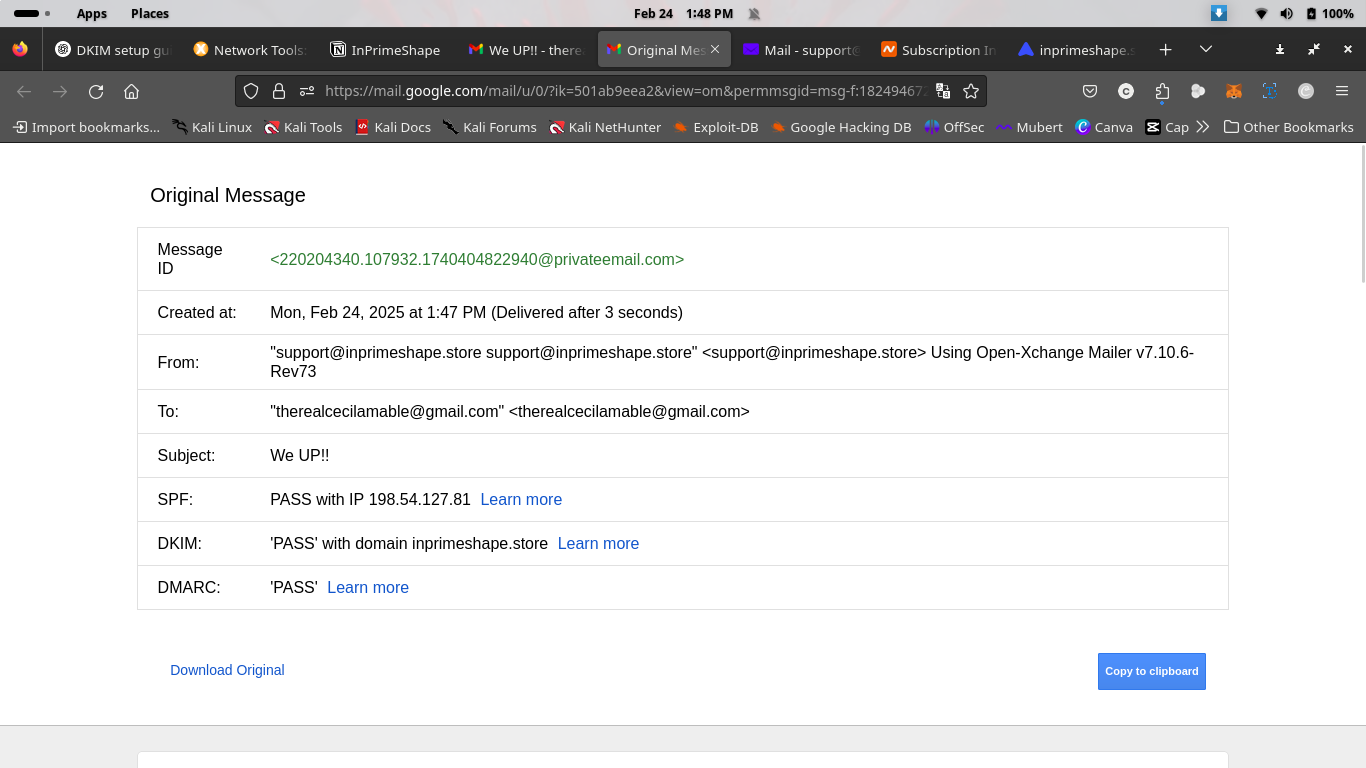 Apps Places Feb 24 1:48 PM 100%
DKIM setup gu Network Tools: InPrimeShape We UP!! - there Original Mes Mail - support@ Subscription In inprimeshape.s
https://mail.google.com/mail/u/0/?ik=501ab9eea2&view=om&permmsgid=msg-f:182494672
Import bookmarks... Kali Linux Kali Tools Kali Docs Kali Forums Kali NetHunter Exploit-DB Google Hacking DB OffSec Mubert Canva Cap Other Bookmarks
Original Message
Message
ID
<220204340.107932.1740404822940@privateemail.com>
Created at: Mon, Feb 24, 2025 at 1:47 PM (Delivered after 3 seconds)
From: "support@inprimeshape.store support@inprimeshape.store" <support@inprimeshape.store> Using Open-Xchange Mailer v7.10.6-
Rev73
To: "therealcecilamable@gmail.com" <therealcecilamable@gmail.com>
Subject: We UP!!
SPF: PASS with IP 198.54.127.81 Learn more
DKIM: 'PASS' with domain inprimeshape.store Learn more
DMARC: 'PASS' Learn more
Download Original Copy to clipboard